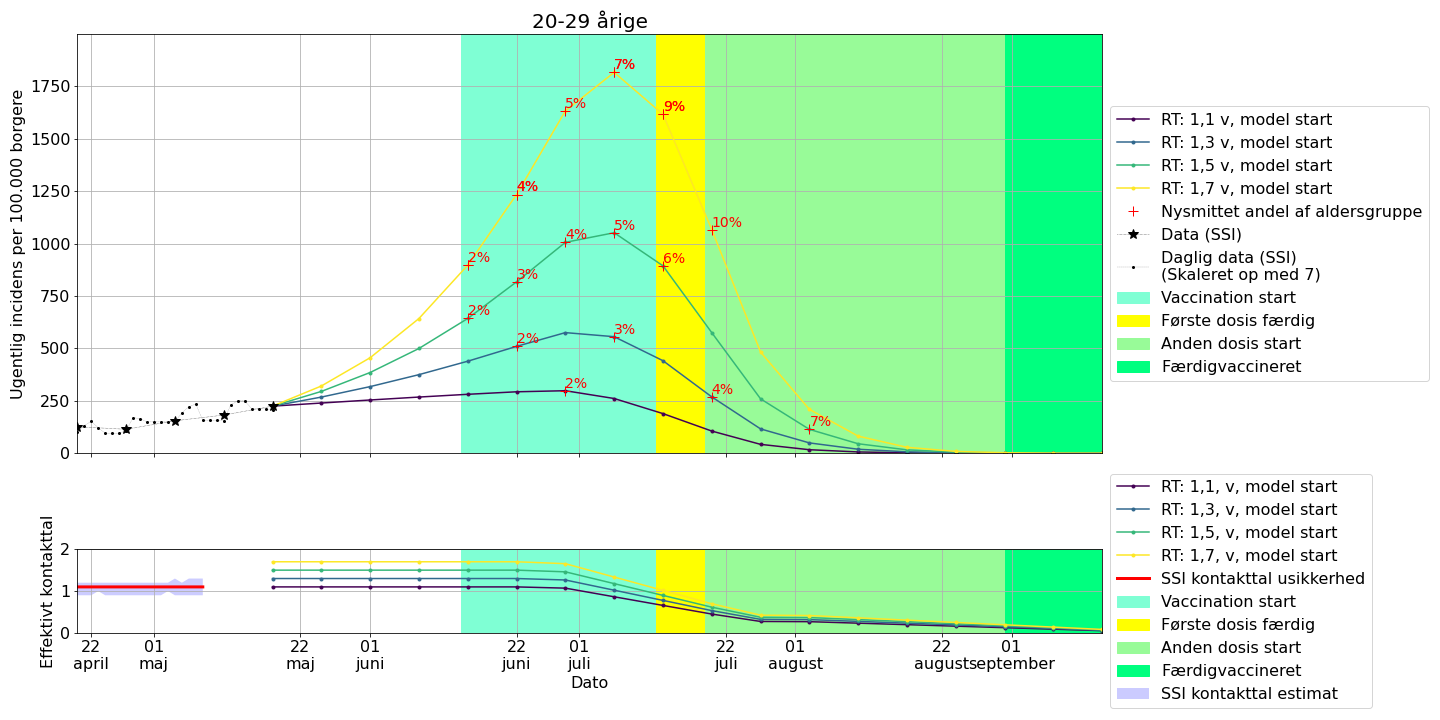 20-29 årige
Ugentlig incidens per 100.000 borgere
1750
1500
1250
1000
750
500
250
0
7%
5%
9%
4%
10%
2%
5%
4%
6%
3%
2%
3%
2%
4%
2%
7%
RT: 1,1 v, model start
RT: 1,3 v, model start
RT: 1,5 v, model start
RT: 1,7 v, model start
Nysmittet andel af aldersgruppe
Data (SSI)
Daglig data (SSI)
(Skaleret op med 7)
Vaccination start
Første dosis færdig
Anden dosis start
Færdigvaccineret
Effektivt kontakttal
2
1
0
22 01 22 01 22 01 22 01 22 01
april maj maj juni juni juli juli august august september
Dato
RT: 1,1, v, model start
RT: 1,3, v, model start
RT: 1,5, v, model start
RT: 1,7, v, model start
SSI kontakttal usikkerhed
Vaccination start
Første dosis færdig
Anden dosis start
Færdigvaccineret
SSI kontakttal estimat